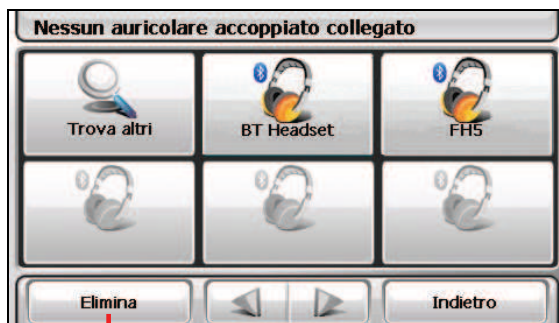 Nessun auricolare accoppiato collegato
Trova altri
BT Headset
FH5
Elimina
Indietro